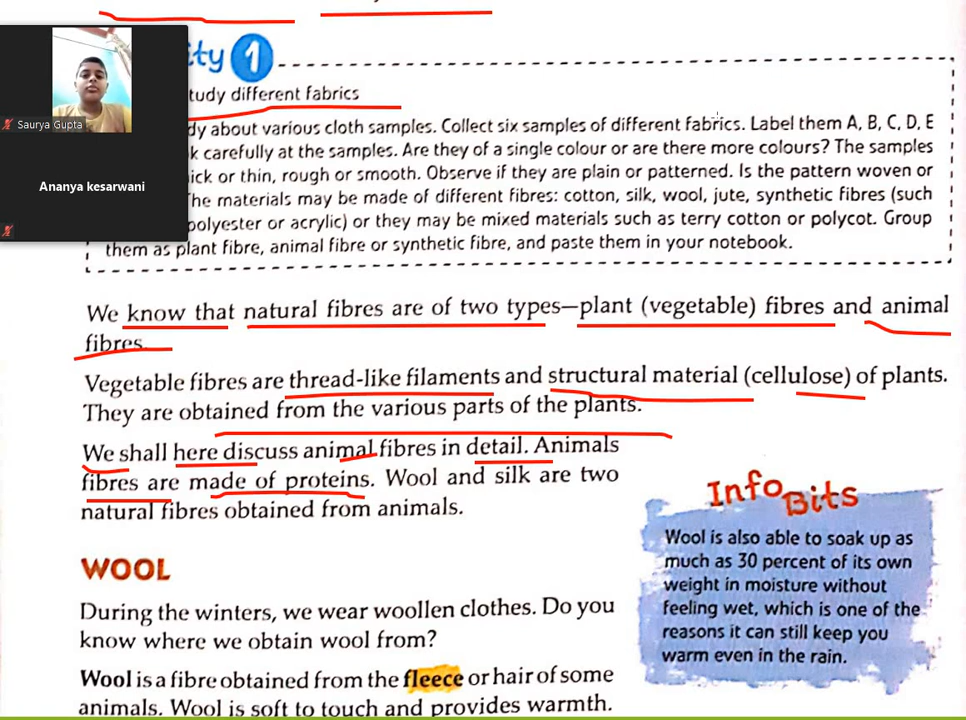 ity 1
tudy different fabrics
dy about various cloth samples. Collect six samples of different fabrics. Label them A, B, C, D, E
k carefully at the samples. Are they of a single colour or are there more colours? The samples
ick or thin, rough or smooth. Observe if they are plain or patterned. Is the pattern woven or
he materials may be made of different fibres: cotton, silk, wool, jute, synthetic fibres (such
polyester or acrylic) or they may be mixed materials such as terry cotton or polycot. Group
them as plant fibre, animal fibre or synthetic fibre, and paste them in your notebook.
Saurya Gupta
Ananya kesarwani
We know that natural fibres are of two types—plant (vegetable) fibres and animal
fibres.
Vegetable fibres are thread-like filaments and structural material (cellulose) of plants.
They are obtained from the various parts of the plants.
We shall here discuss animal fibres in detail. Animals
fibres are made of proteins. Wool and silk are two
natural fibres obtained from animals.
WOOL
During the winters, we wear woollen clothes. Do you
know where we obtain wool from?
Wool is a fibre obtained from the fleece or hair of some
animals. Wool is soft to touch and provides warmth.
Info Bits
Wool is also able to soak up as
much as 30 percent of its own
weight in moisture without
feeling wet, which is one of the
reasons it can still keep you
warm even in the rain.